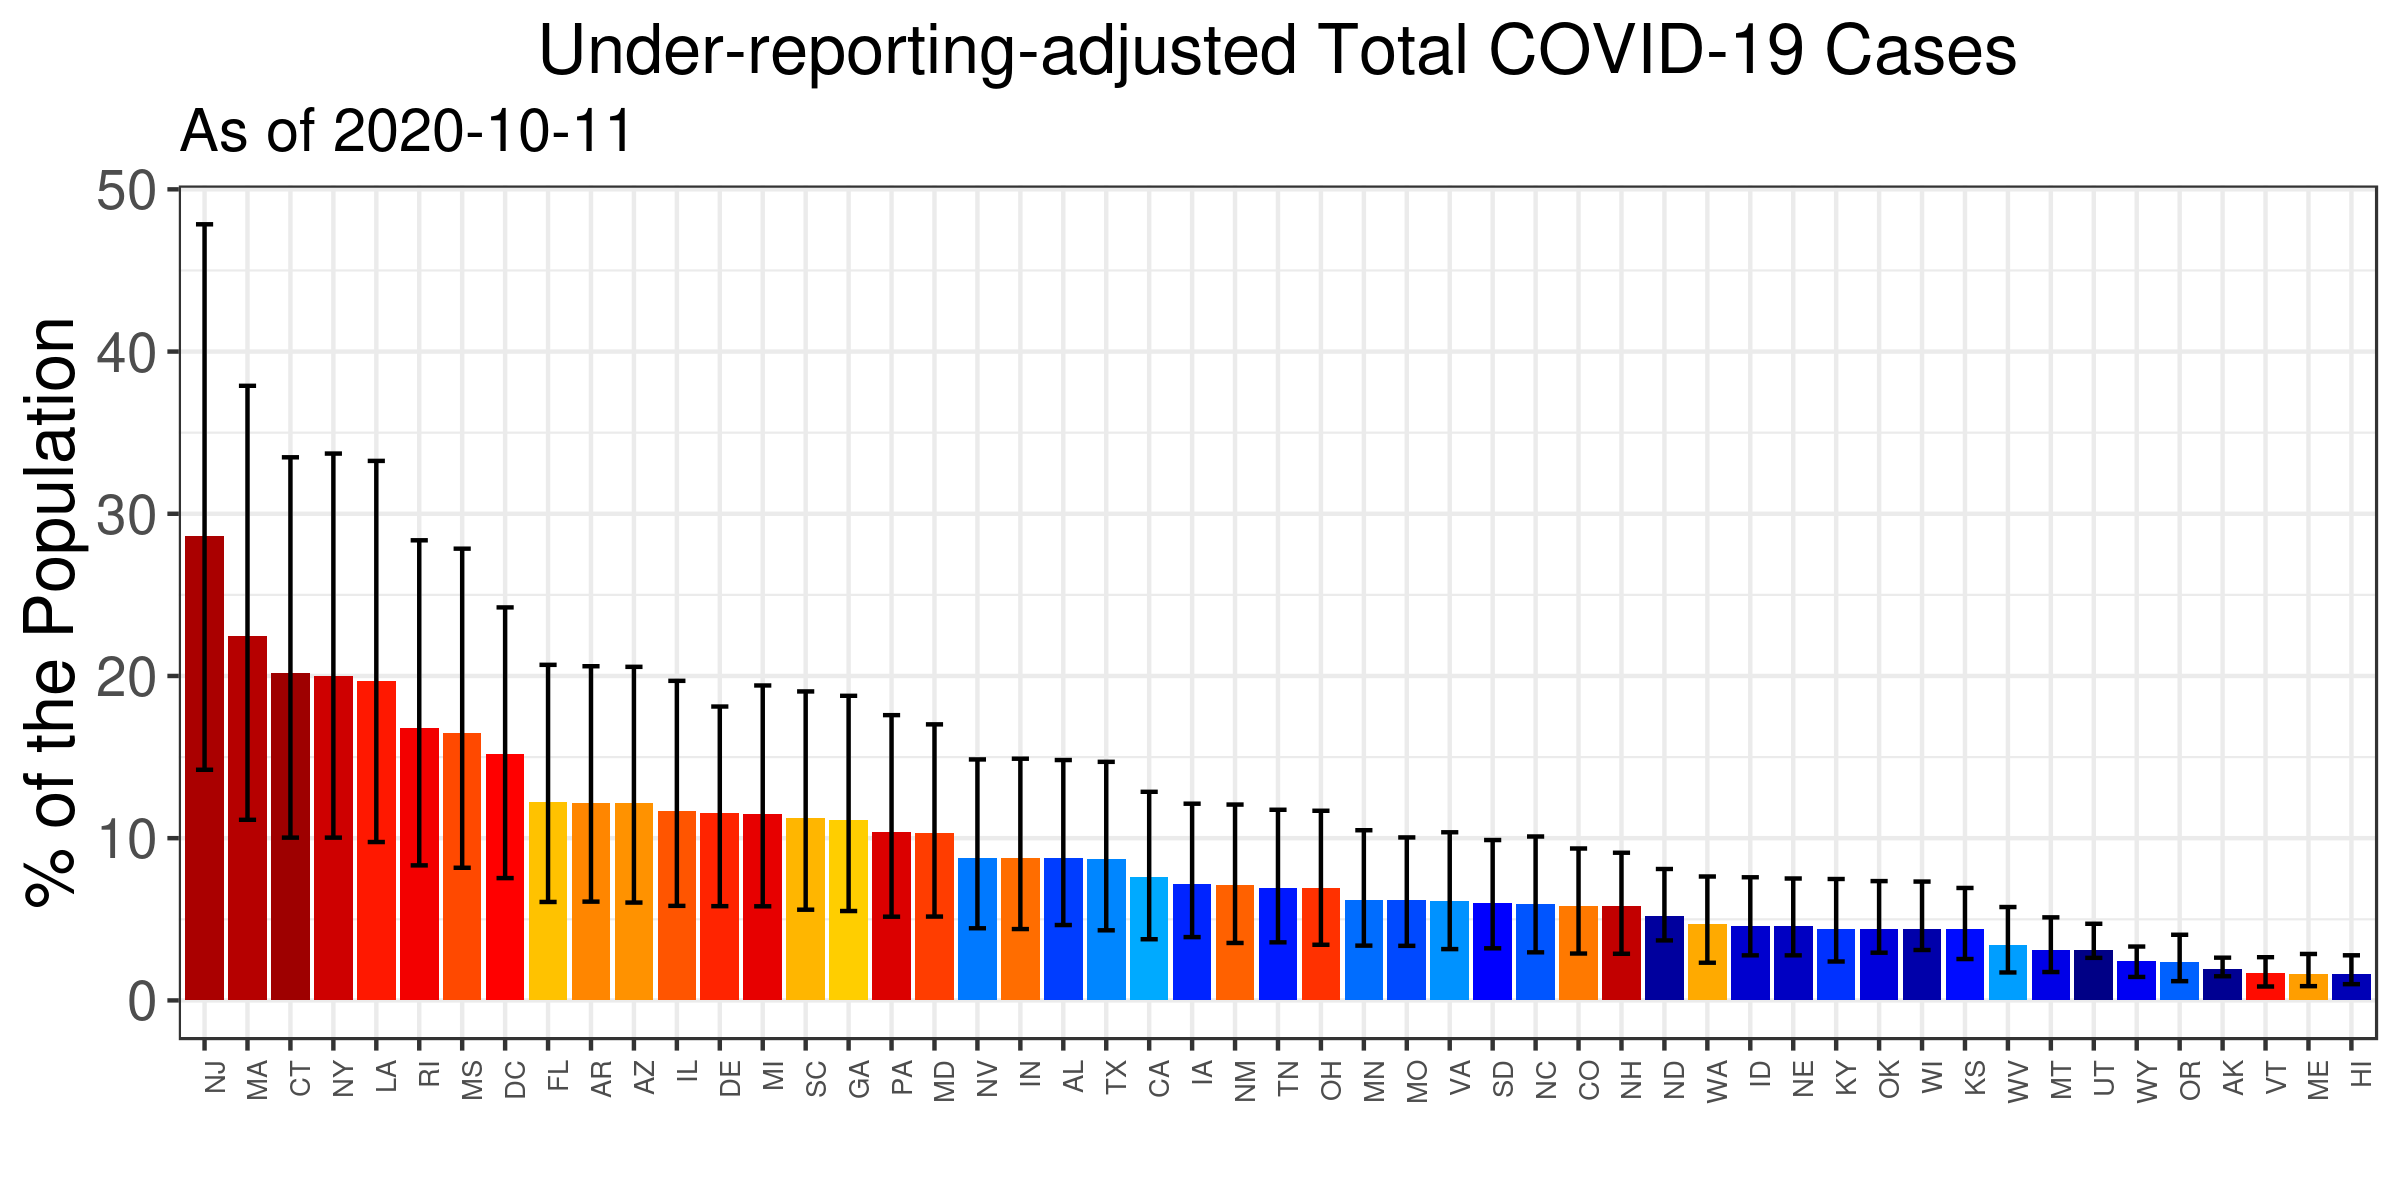 Under-reporting-adjusted Total COVID-19 Cases
As of 2020-10-11
% of the Population
50
40
30
20
10
0
NJ MA CT NY LA RI MS DC FL AR AZ IL DE MI SC GA PA MD NV IN AL TX CA IA NM TN OH MN MO VA SD NC CO NH ND WA ID NE KY OK WI KS WV MT UT WY OR AK VT ME HI